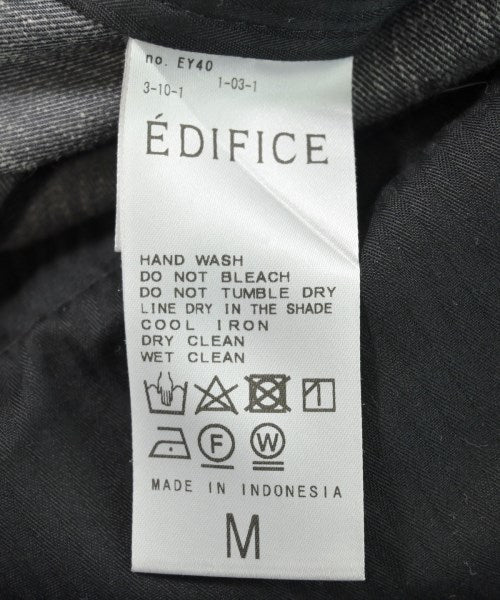 no. EY40
3-10-1 1-03-1
ÉDIFICE
HAND WASH
DO NOT BLEACH
DO NOT TUMBLE DRY
LINE DRY IN THE SHADE
COOL IRON
DRY CLEAN
WET CLEAN
F W
MADE IN INDONESIA
M